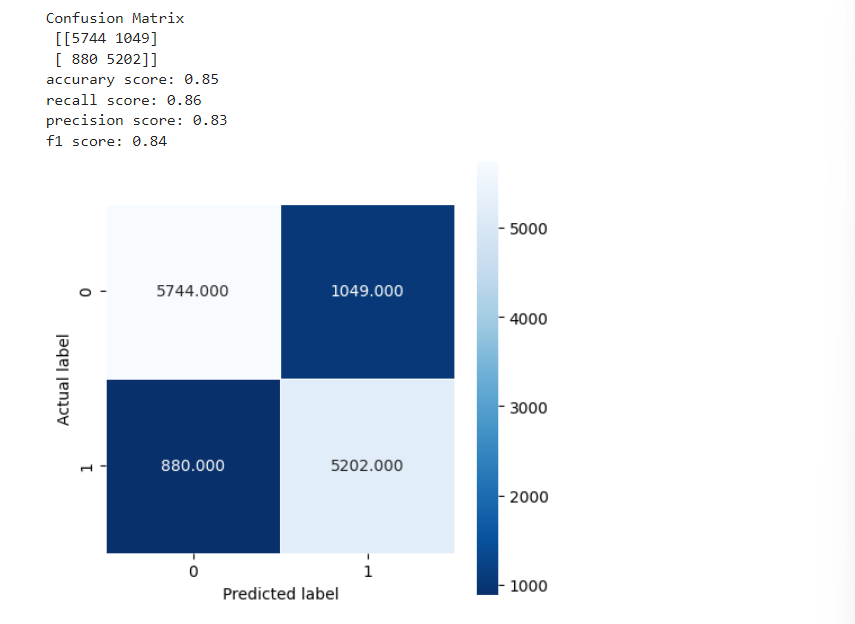 Confusion Matrix
[[5744 1049]
[ 880 5202]]
accurary score: 0.85
recall score: 0.86
precision score: 0.83
f1 score: 0.84
5000
4000
3000
2000
1000
5744.000 1049.000
880.000 5202.000
0
1
Actual label
0 1
Predicted label